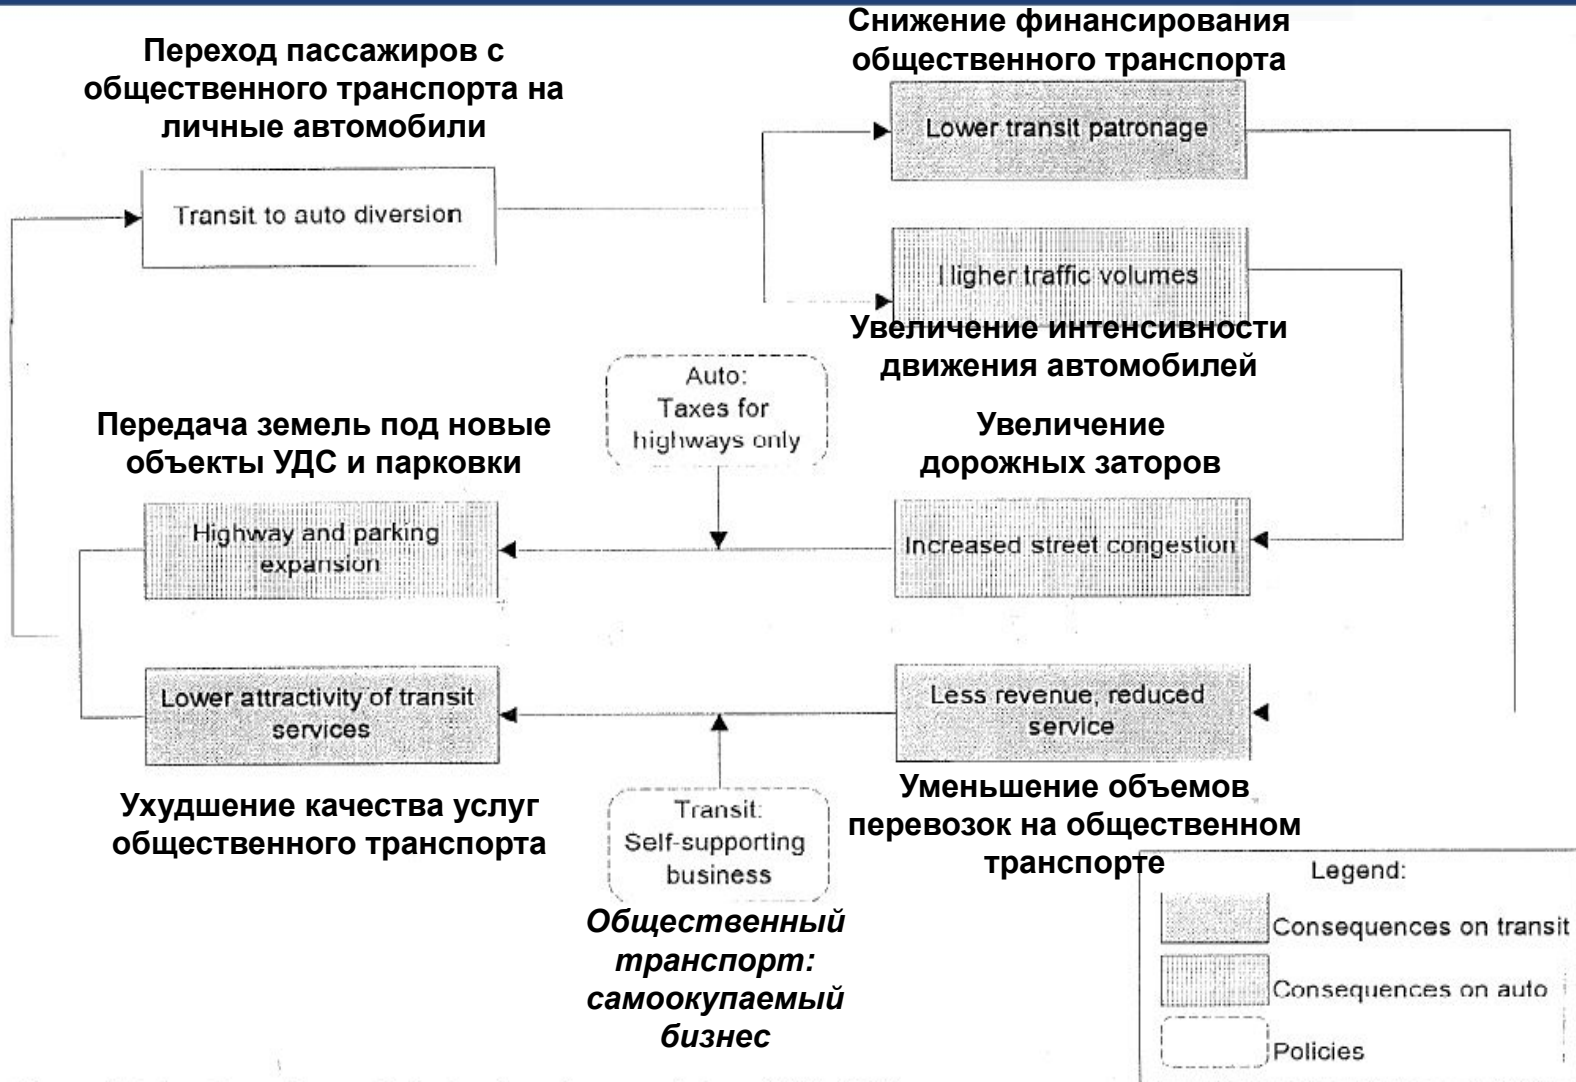 Переход пассажиров с
общественного транспорта на
личные автомобили
Transit to auto diversion
Снижение финансирования
общественного транспорта
Lower transit patronage
Higher traffic volumes
Увеличение интенсивности
движения автомобилей
Auto:
Taxes for
highways only
Передача земель под новые
объекты УДС и парковки
Highway and parking
expansion
Увеличение
дорожных заторов
Increased street congestion
Lower attractivity of transit
services
Ухудшение качества услуг
общественного транспорта
Less revenue, reduced
service
Уменьшение объемов
перевозок на общественном
транспорте
Transit:
Self-supporting
business
Общественный
транспорт:
самоокупаемый
бизнес
Legend:
Consequences on transit
Consequences on auto
Policies